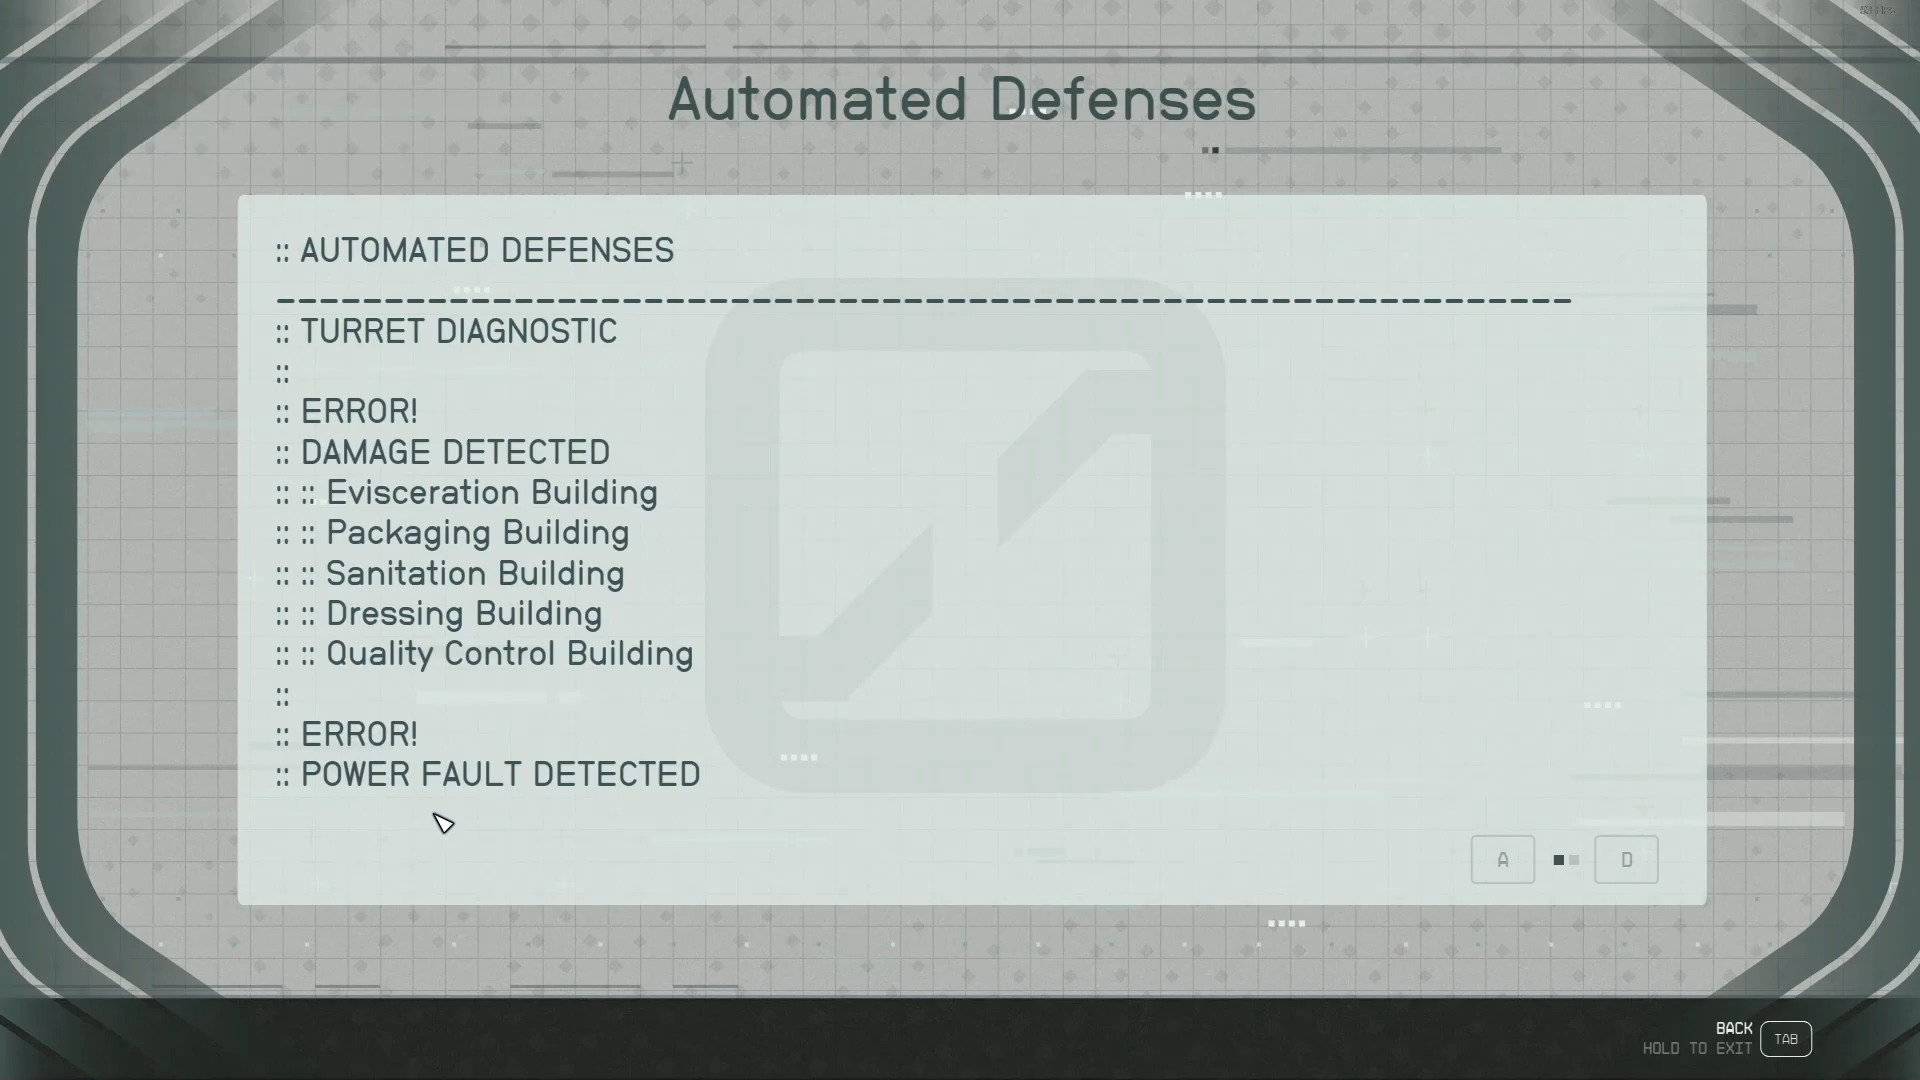 Automated Defenses
:: AUTOMATED DEFENSES
------------------------------------------------------------
:: TURRET DIAGNOSTIC
::
:: ERROR!
:: DAMAGE DETECTED
:: :: Evisceration Building
:: :: Packaging Building
:: :: Sanitation Building
:: :: Dressing Building
:: :: Quality Control Building
::
:: ERROR!
:: POWER FAULT DETECTED
A D
BACK
HOLD TO EXIT TAB